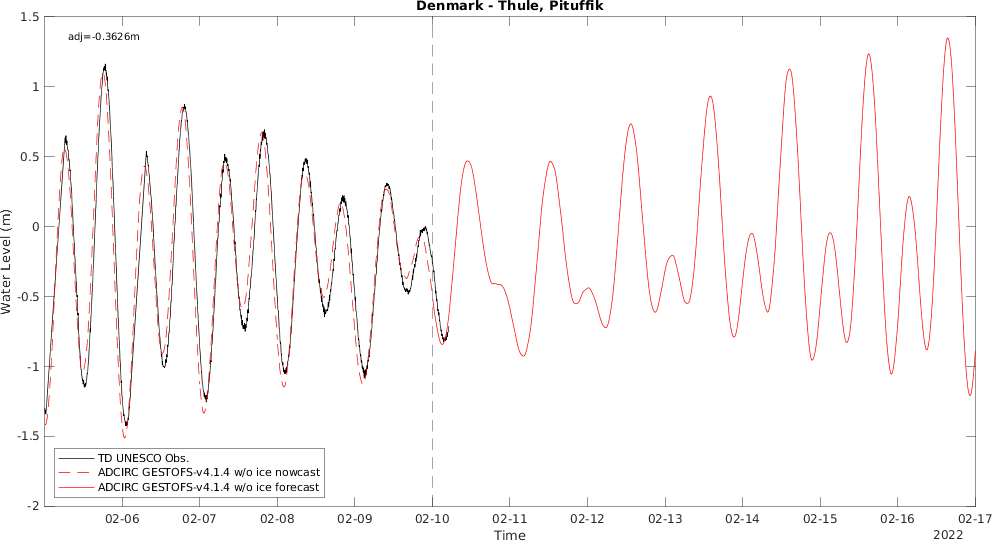 Denmark - Thule, Pituffik
adj=-0.3626m
1.5
1
0.5
0
-0.5
-1
-1.5
-2
Water Level (m)
TD UNESCO Obs.
ADCIRC GESTOFS-v4.1.4 w/o ice nowcast
ADCIRC GESTOFS-v4.1.4 w/o ice forecast
02-06 02-07 02-08 02-09 02-10 02-11 02-12 02-13 02-14 02-15 02-16 02-17
Time
2022